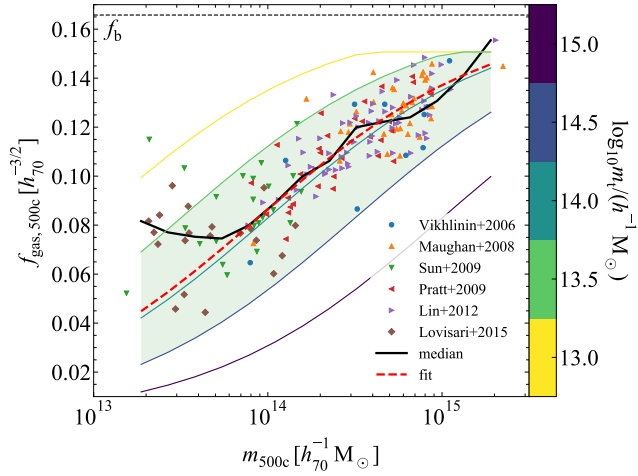 f_b
0.16
0.14
0.12
0.10
0.08
0.06
0.04
0.02
f_gas,500c [h_70^{-3/2}]
Vikhlinin+2006
Maughan+2008
Sun+2009
Pratt+2009
Lin+2012
Lovisari+2015
median
fit
10^13
10^14
10^15
m_500c [h_70^{-1} M_⊙]
15.0
14.5
14.0
13.5
13.0
log_10 m_t/(h^{-1} M_⊙)